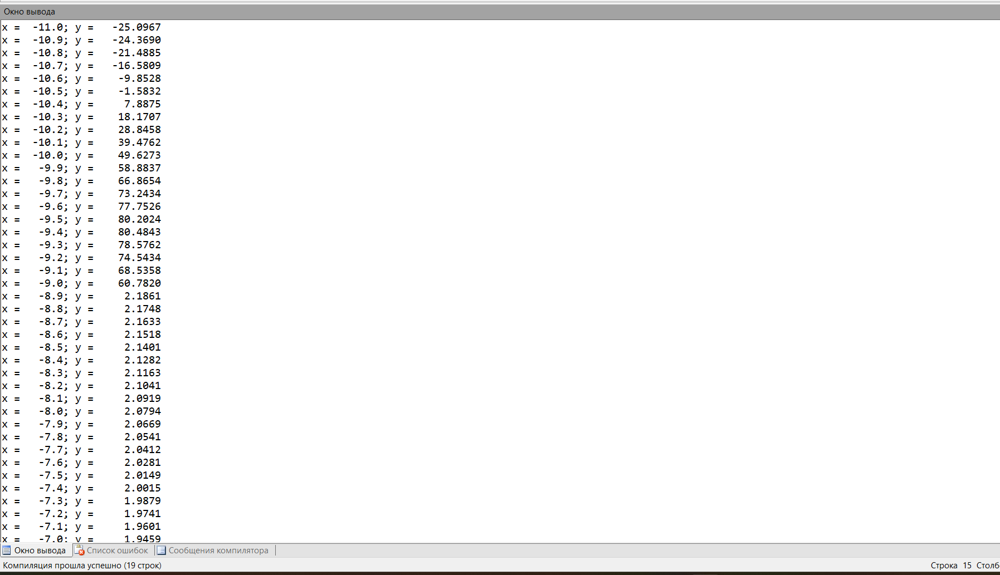 Окно вывода
x =  -11.0; y =   -25.0967
x =  -10.9; y =   -24.3690
x =  -10.8; y =   -21.4885
x =  -10.7; y =   -16.5809
x =  -10.6; y =    -9.8528
x =  -10.5; y =    -1.5832
x =  -10.4; y =     7.8875
x =  -10.3; y =    18.1707
x =  -10.2; y =    28.8458
x =  -10.1; y =    39.4762
x =  -10.0; y =    49.6273
x =   -9.9; y =    58.8837
x =   -9.8; y =    66.8654
x =   -9.7; y =    73.2434
x =   -9.6; y =    77.7526
x =   -9.5; y =    80.2024
x =   -9.4; y =    80.4843
x =   -9.3; y =    78.5762
x =   -9.2; y =    74.5434
x =   -9.1; y =    68.5358
x =   -9.0; y =    60.7820
x =   -8.9; y =     2.1861
x =   -8.8; y =     2.1748
x =   -8.7; y =     2.1633
x =   -8.6; y =     2.1518
x =   -8.5; y =     2.1401
x =   -8.4; y =     2.1282
x =   -8.3; y =     2.1163
x =   -8.2; y =     2.1041
x =   -8.1; y =     2.0919
x =   -8.0; y =     2.0794
x =   -7.9; y =     2.0669
x =   -7.8; y =     2.0541
x =   -7.7; y =     2.0412
x =   -7.6; y =     2.0281
x =   -7.5; y =     2.0149
x =   -7.4; y =     2.0015
x =   -7.3; y =     1.9879
x =   -7.2; y =     1.9741
x =   -7.1; y =     1.9601
x =   -7.0; y =     1.9459
Окно вывода Список ошибок Сообщения компилятора
Компиляция прошла успешно (19 строк) Строка 15 Столб